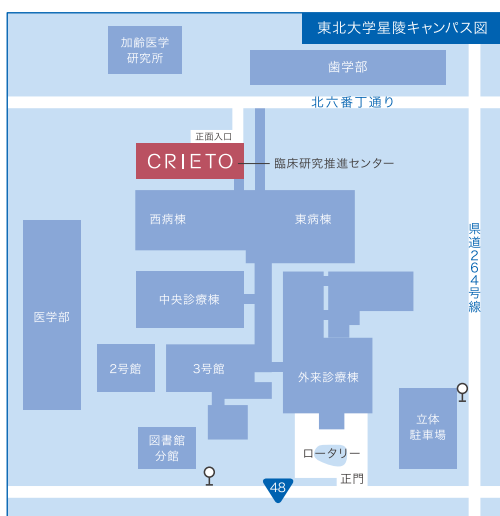 東北大学星陵キャンパス図
加齢医学
研究所
歯学部
北六番丁通り
正面入口
CRIETO
臨床研究推進センター
西病棟
東病棟
県道264号線
中央診療棟
医学部
2号館
3号館
外来診療棟
立体
駐車場
図書館
分館
ロータリー
正門
48